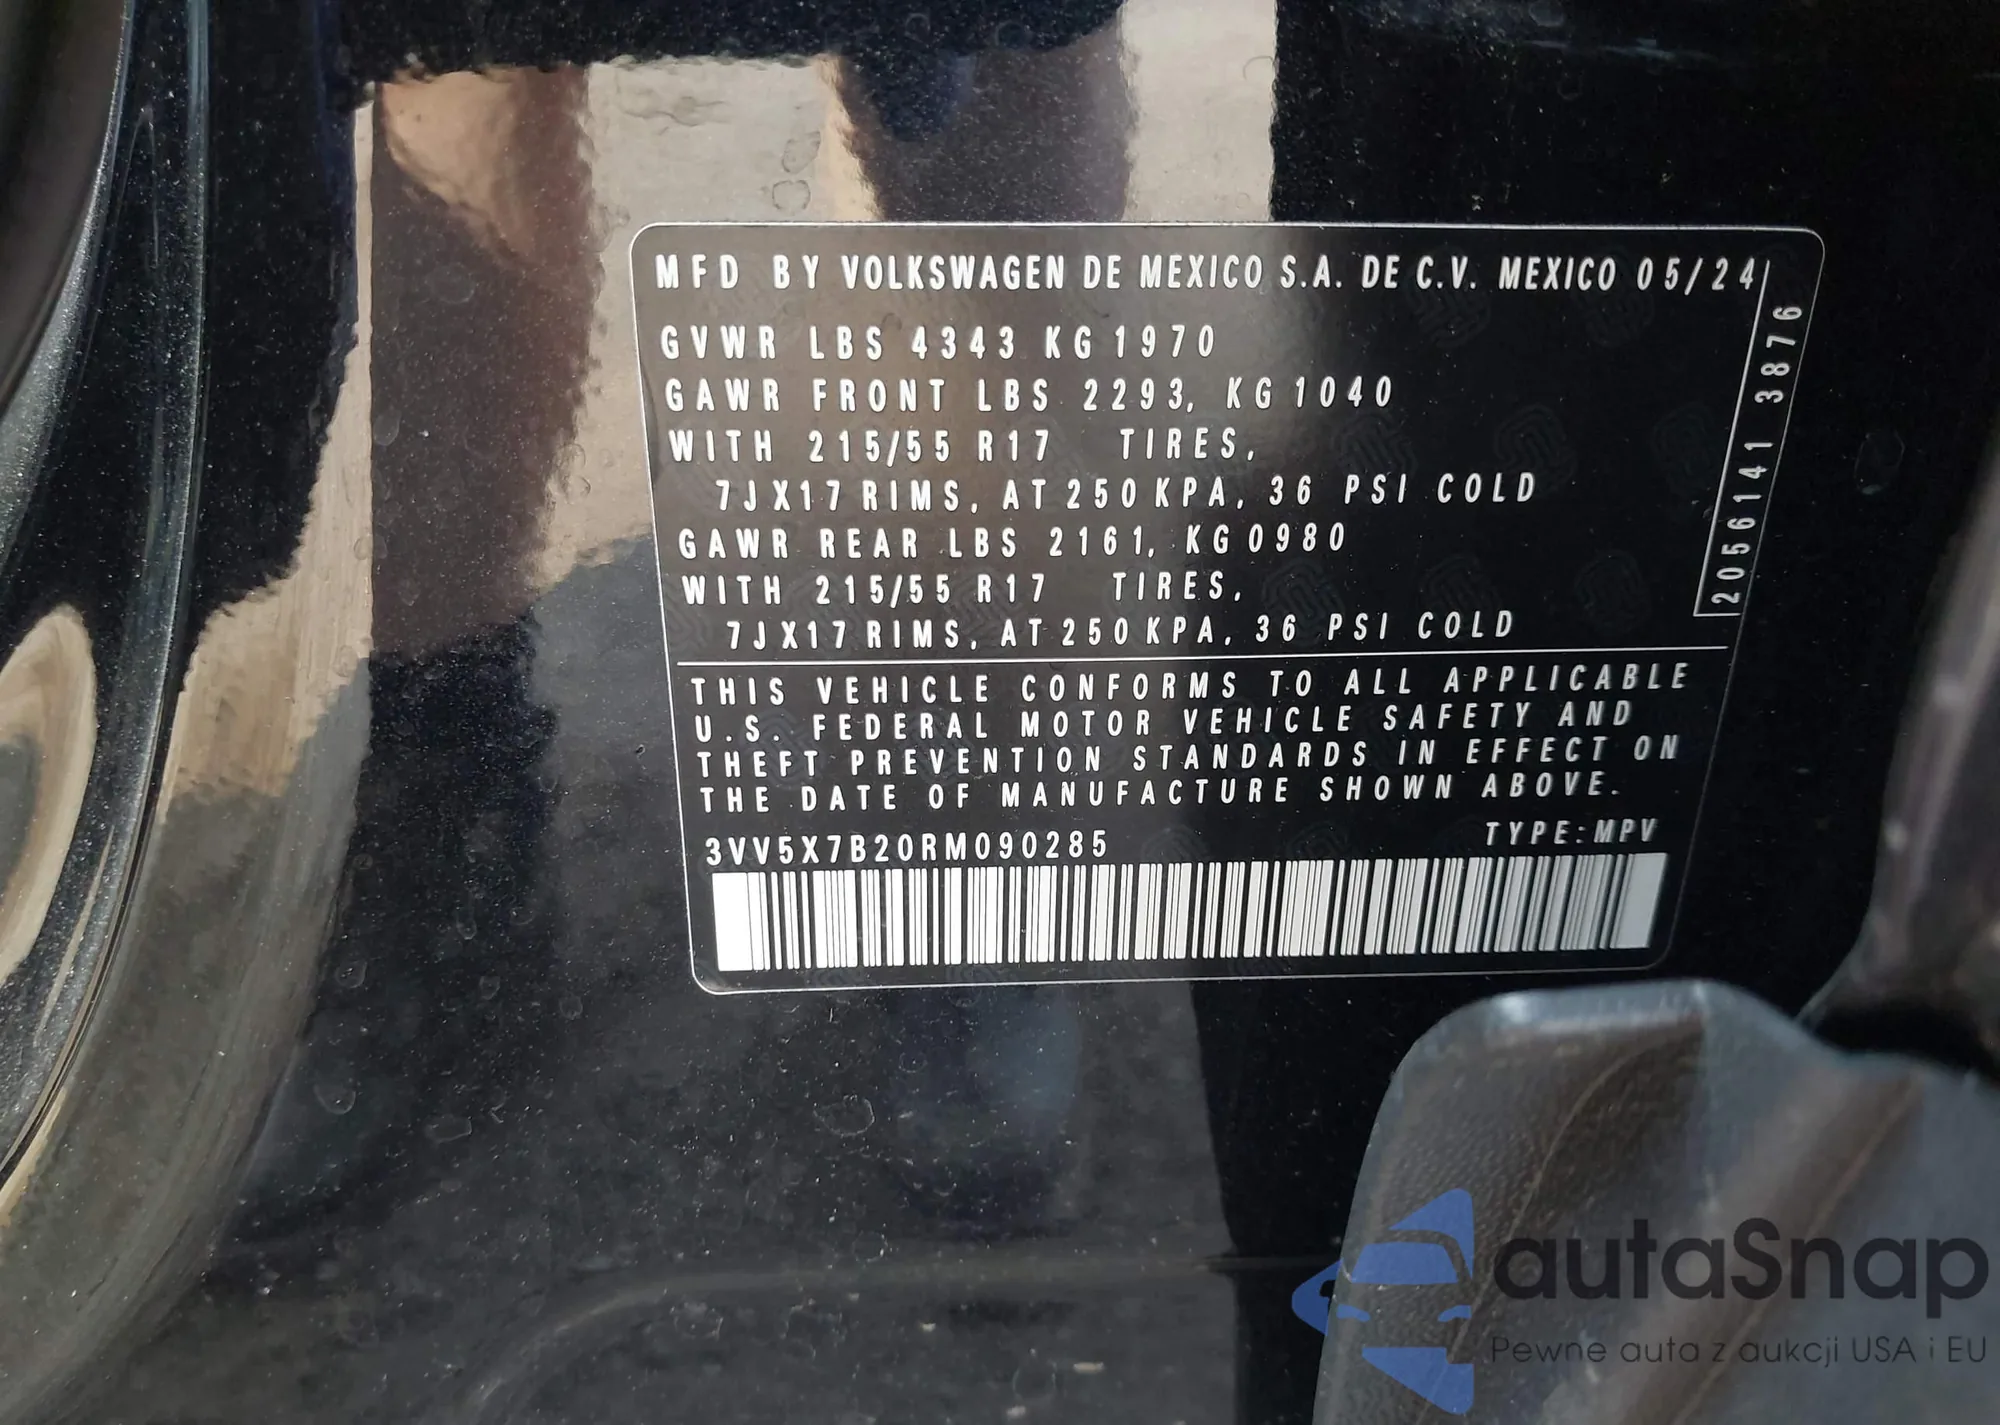 MFD BY VOLKSWAGEN DE MEXICO S.A. DE C.V. MEXICO 05/24
GVWR LBS 4343 KG 1970
GAWR FRONT LBS 2293, KG 1040
WITH 215/55 R17 TIRES,
7JX17 RIMS, AT 250 KPA, 36 PSI COLD
GAWR REAR LBS 2161, KG 0980
WITH 215/55 R17 TIRES,
7JX17 RIMS, AT 250 KPA, 36 PSI COLD
2056141 3876
THIS VEHICLE CONFORMS TO ALL APPLICABLE
U.S. FEDERAL MOTOR VEHICLE SAFETY AND
THEFT PREVENTION STANDARDS IN EFFECT ON
THE DATE OF MANUFACTURE SHOWN ABOVE.
3VV5X7B20RM090285 TYPE:MPV
autaSnap
Pewne auta z aukcji USA i EU